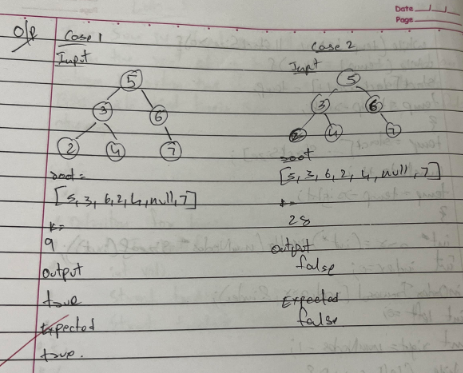 Date
Page
O/P
Case 1
Input
5
3
6
2
4
7
root =
[5,3,6,2,4,null,7]
k=
9
output
true
Expected
true.
Case 2
Input
5
3
6
2
4
7
root
[5,3,6,2,4,null,7]
k=
28
output
false
Expected
false